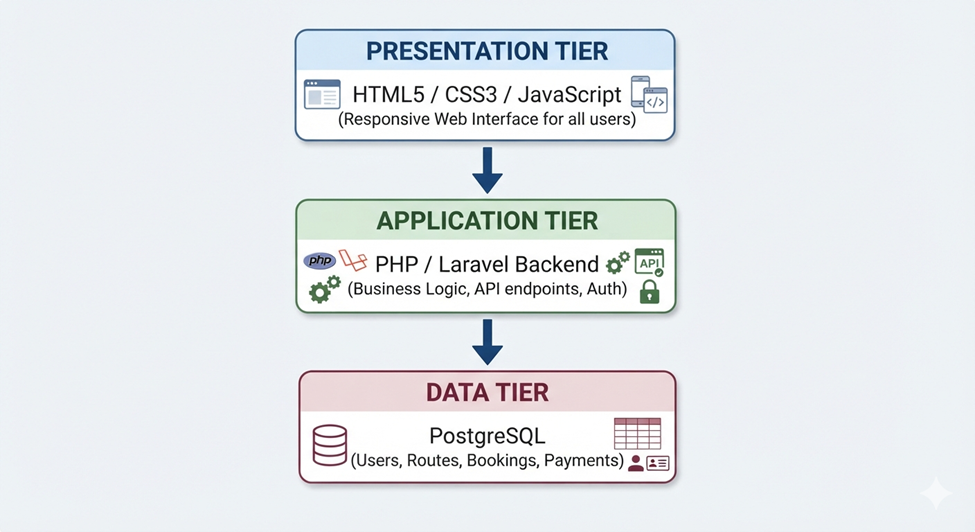 PRESENTATION TIER
HTML5 / CSS3 / JavaScript
</>
(Responsive Web Interface for all users)
APPLICATION TIER
php
PHP / Laravel Backend
API
(Business Logic, API endpoints, Auth)
DATA TIER
PostgreSQL
(Users, Routes, Bookings, Payments)